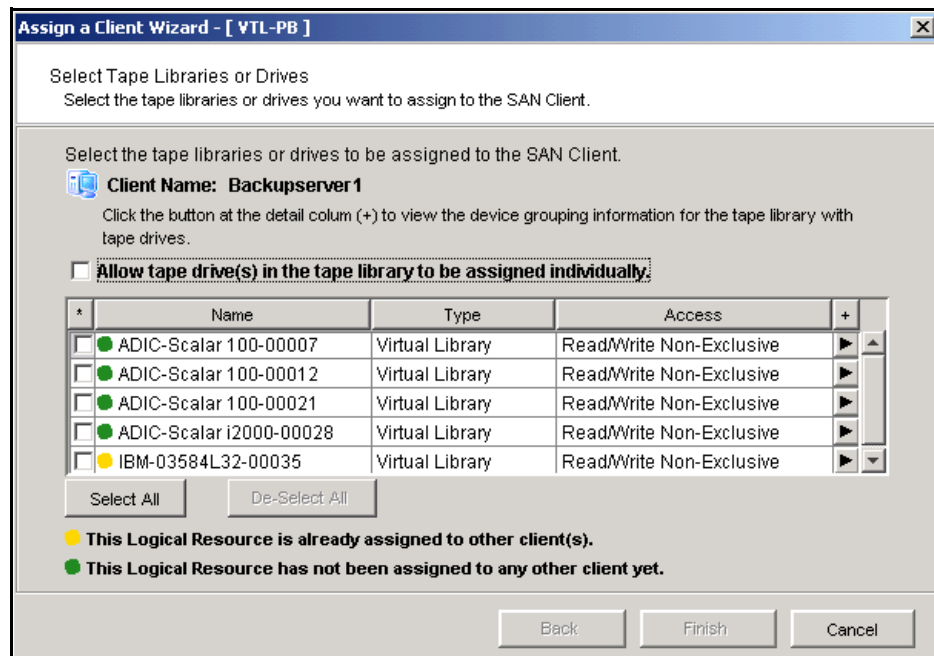 Assign a Client Wizard - [ VTL-PB ]
Select Tape Libraries or Drives
Select the tape libraries or drives you want to assign to the SAN Client.
Select the tape libraries or drives to be assigned to the SAN Client.
Client Name: Backupserver1
Click the button at the detail colum (+) to view the device grouping information for the tape library with
tape drives.
Allow tape drive(s) in the tape library to be assigned individually.
* Name Type Access +
ADIC-Scalar 100-00007 Virtual Library Read/Write Non-Exclusive
ADIC-Scalar 100-00012 Virtual Library Read/Write Non-Exclusive
ADIC-Scalar 100-00021 Virtual Library Read/Write Non-Exclusive
ADIC-Scalar i2000-00028 Virtual Library Read/Write Non-Exclusive
IBM-03584L32-00035 Virtual Library Read/Write Non-Exclusive
Select All De-Select All
This Logical Resource is already assigned to other client(s).
This Logical Resource has not been assigned to any other client yet.
Back Finish Cancel